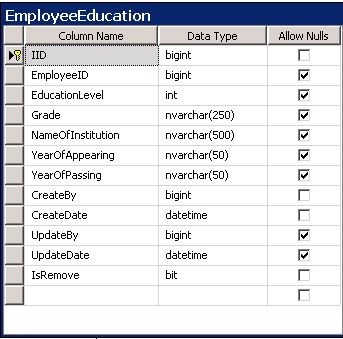 EmployeeEducation
Column Name Data Type Allow Nulls
IID bigint
EmployeeID bigint
EducationLevel int
Grade nvarchar(250)
NameOfInstitution nvarchar(500)
YearOfAppearing nvarchar(50)
YearOfPassing nvarchar(50)
CreateBy bigint
CreateDate datetime
UpdateBy bigint
UpdateDate datetime
IsRemove bit